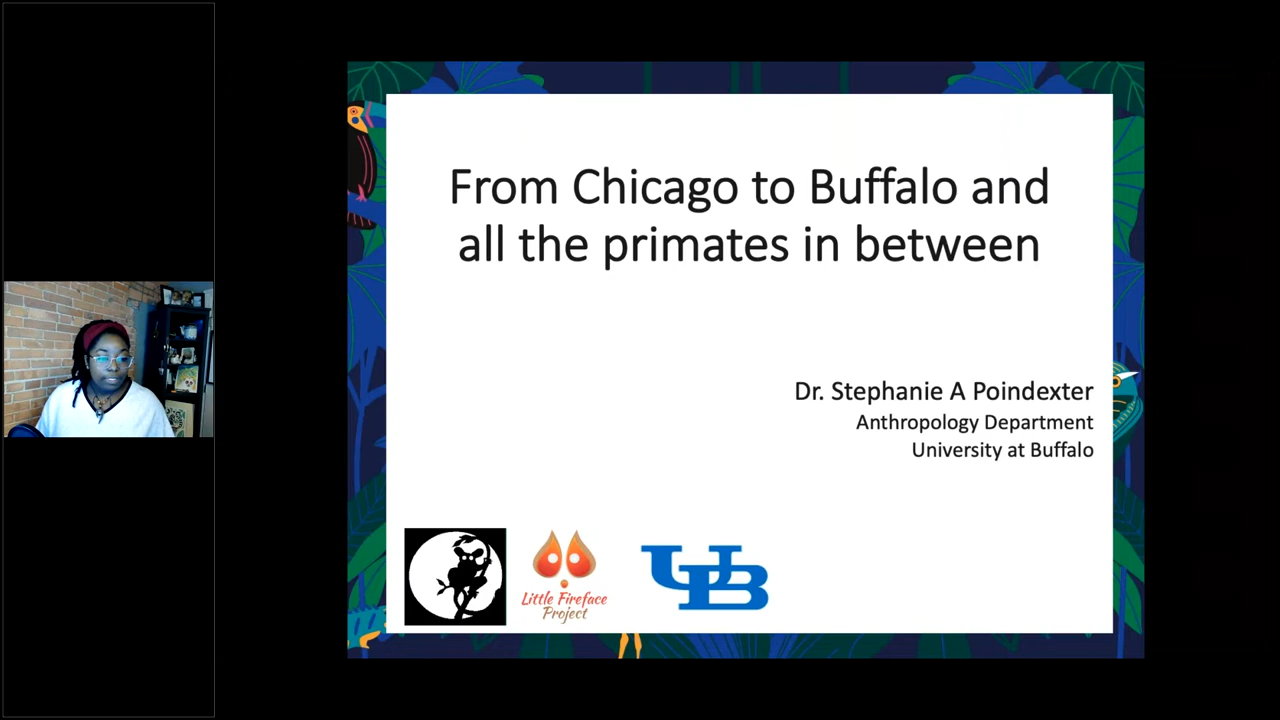 From Chicago to Buffalo and
all the primates in between
Dr. Stephanie A Poindexter
Anthropology Department
University at Buffalo
Little Fireface
Project
UB